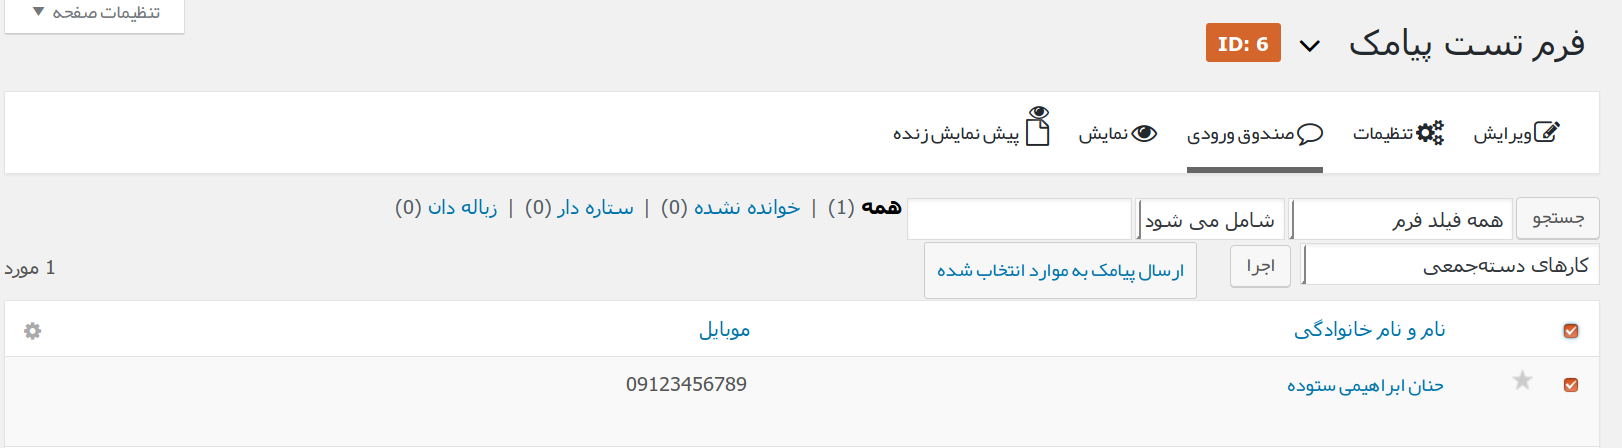 تنظیمات صفحه
فرم تست پیامک ID: 6
ویرایش تنظیمات صندوق ورودی نمایش پیش نمایش زنده
جستجو همه فیلد فرم شامل می شود همه (1) | خوانده نشده (0) | ستاره دار (0) | زباله دان (0)
کارهای دسته‌جمعی اجرا ارسال پیامک به موارد انتخاب شده 1 مورد
نام و نام خانوادگی موبایل
حنان ابراهیمی ستوده 09123456789